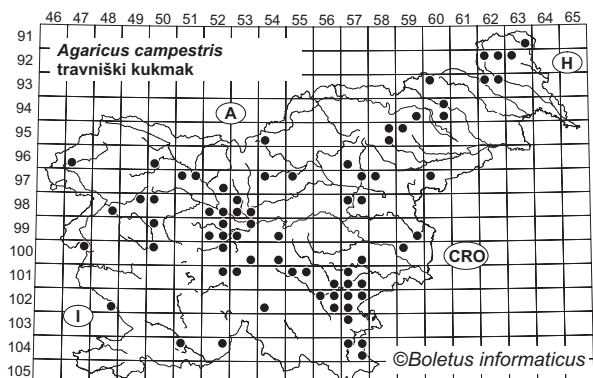 46 47 48 49 50 51 52 53 54 55 56 57 58 59 60 61 62 63 64 65
91
Agaricus campestris
travniški kukmak
92
H
93
94
A
95
96
97
98
99
100
CRO
101
102
I
103
104
©Boletus informaticus
105